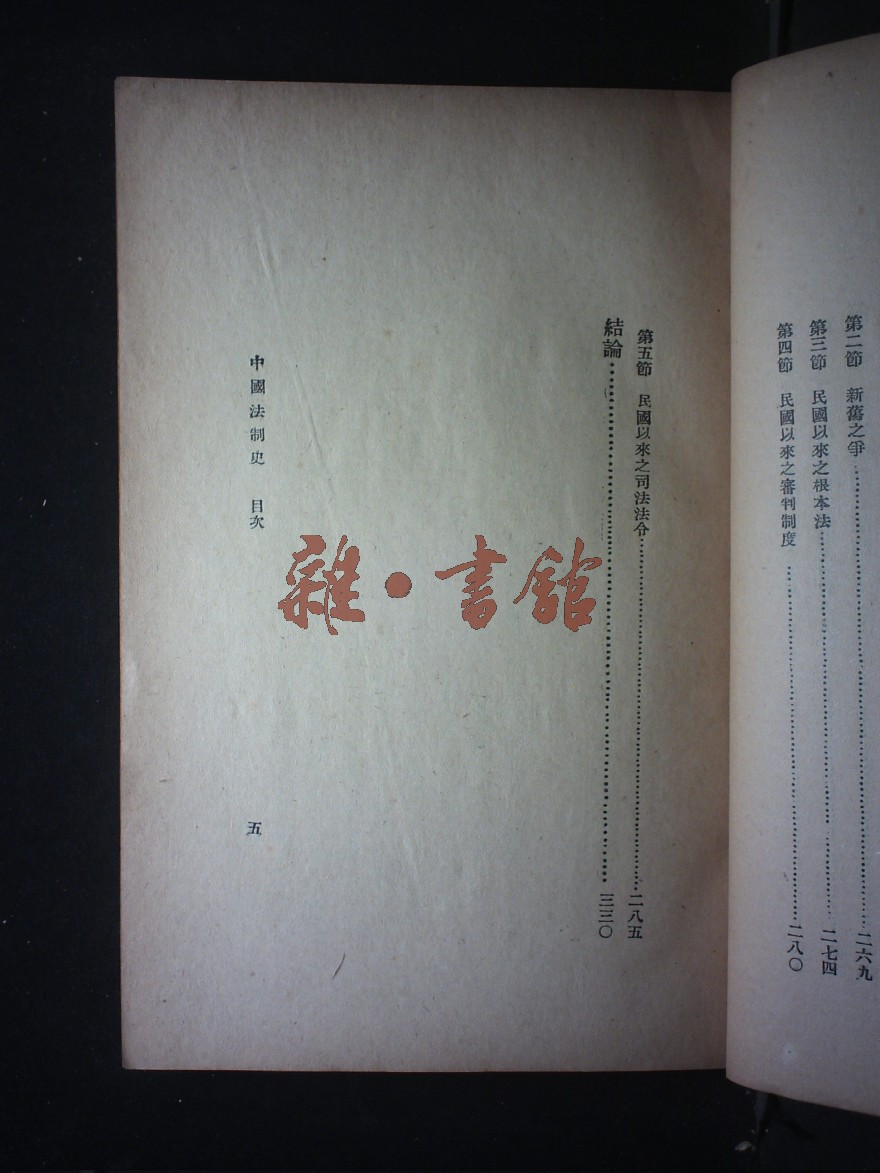 第二節　新舊之爭……二六九
第三節　民國以來之根本法……二七四
第四節　民國以來之審判制度……二八〇
第五節　民國以來之司法法令……二八五
結論……三三〇
中國法制史　目次　五
雜·書館